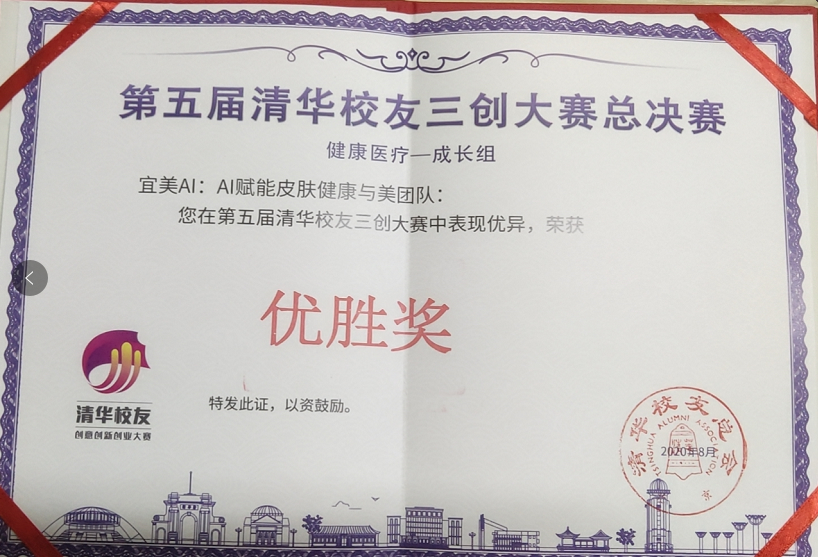 第五届清华校友三创大赛总决赛
健康医疗—成长组
宜美AI：AI赋能皮肤健康与美团队：
您在第五届清华校友三创大赛中表现优异，荣获
优胜奖
特发此证，以资鼓励。
清华校友
创意创新创业大赛
清华校友总会
TSINGHUA ALUMNI ASSOCIATION
2020年8月